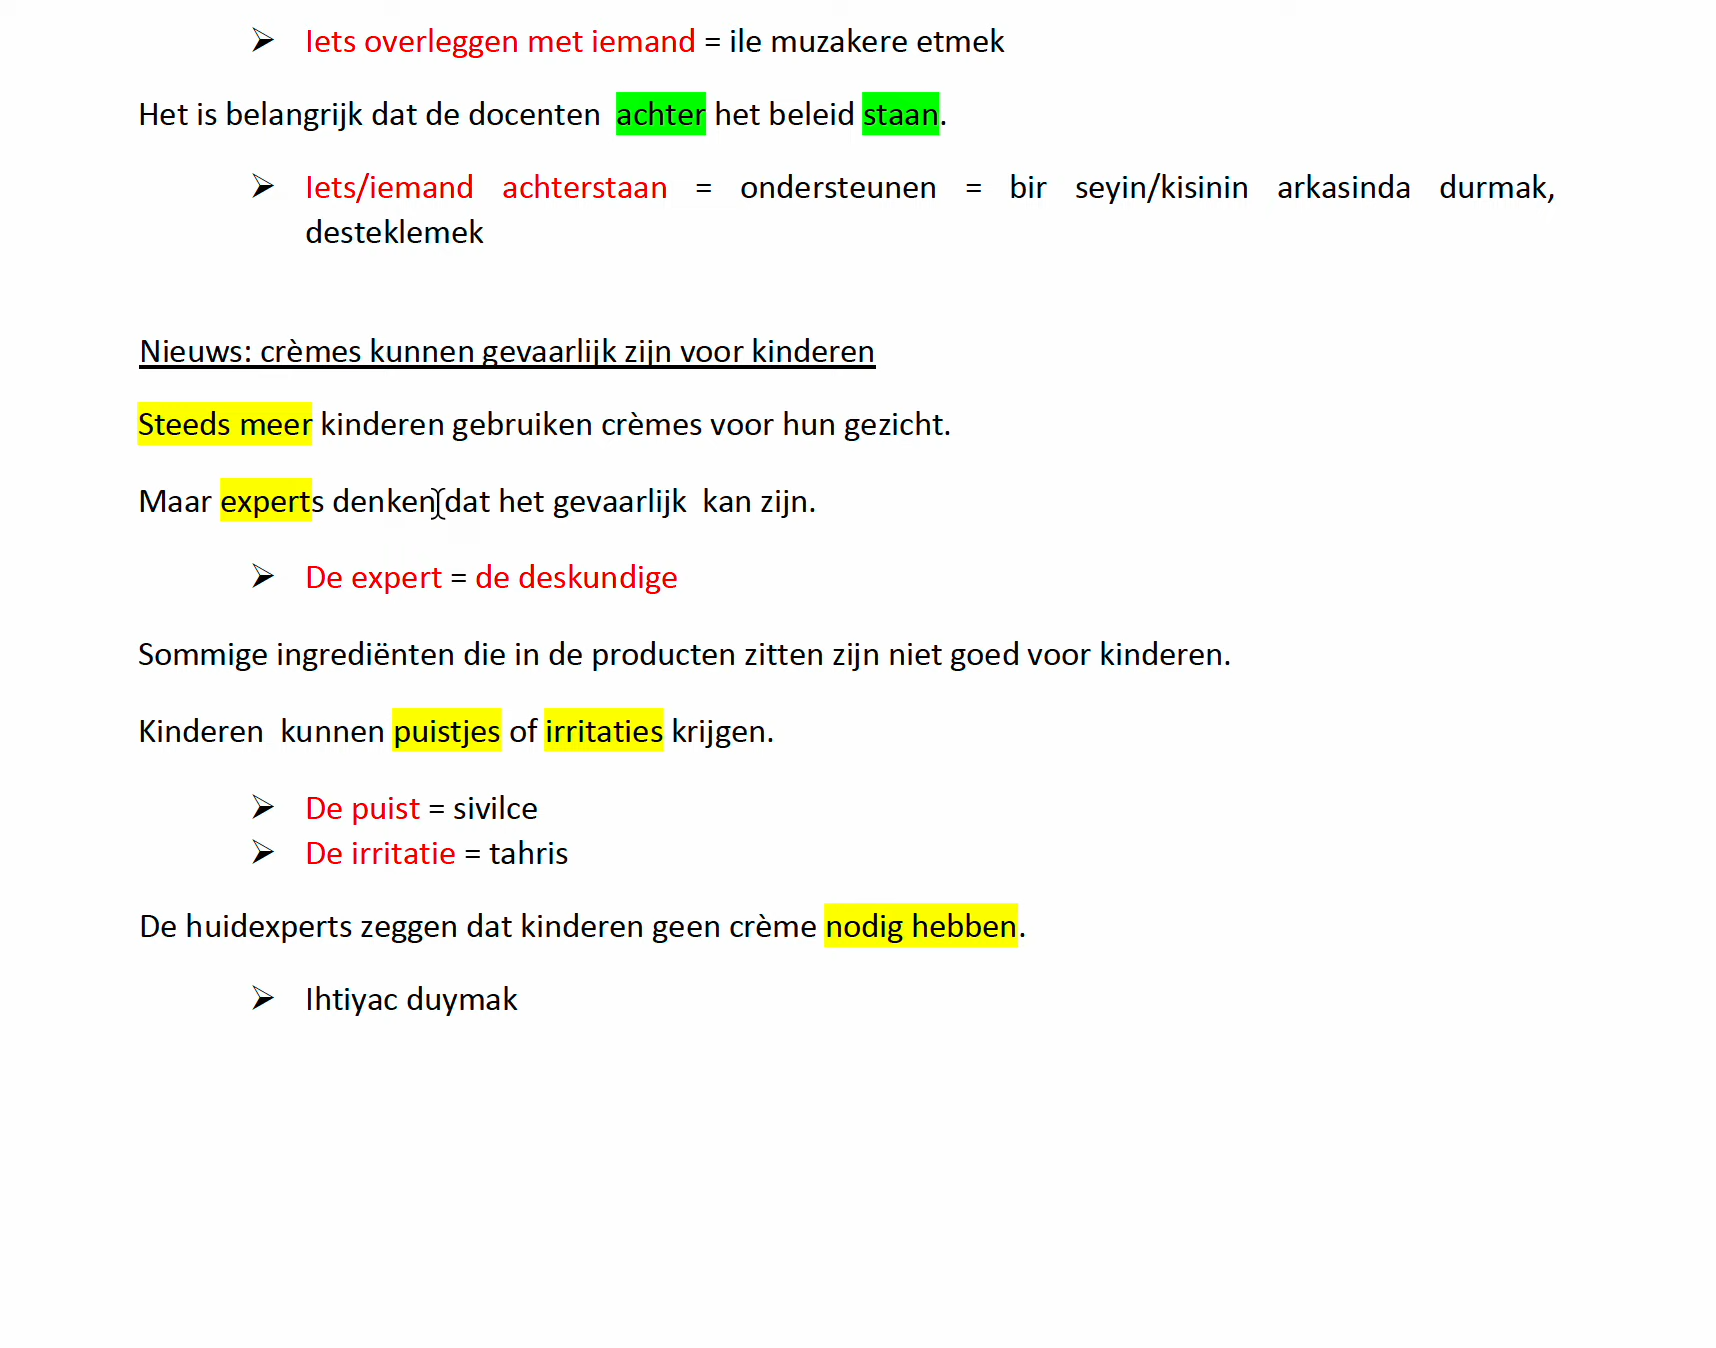 ➢ Iets overleggen met iemand = ile muzakere etmek
Het is belangrijk dat de docenten  achter het beleid staan.
➢ Iets/iemand achterstaan = ondersteunen = bir seyin/kisinin arkasinda durmak,
desteklemek
Nieuws: crèmes kunnen gevaarlijk zijn voor kinderen
Steeds meer kinderen gebruiken crèmes voor hun gezicht.
Maar experts denken dat het gevaarlijk  kan zijn.
➢ De expert = de deskundige
Sommige ingrediënten die in de producten zitten zijn niet goed voor kinderen.
Kinderen  kunnen puistjes of irritaties krijgen.
➢ De puist = sivilce
➢ De irritatie = tahris
De huidexperts zeggen dat kinderen geen crème nodig hebben.
➢ Ihtiyac duymak